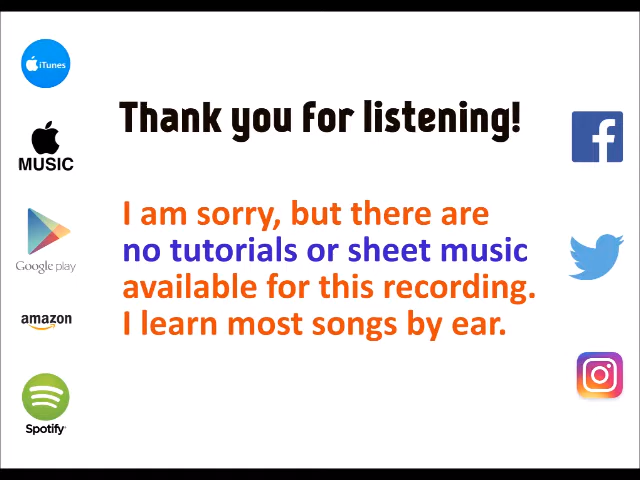 iTunes
Thank you for listening!
MUSIC
I am sorry, but there are
no tutorials or sheet music
Google play
available for this recording.
amazon
I learn most songs by ear.
Spotify